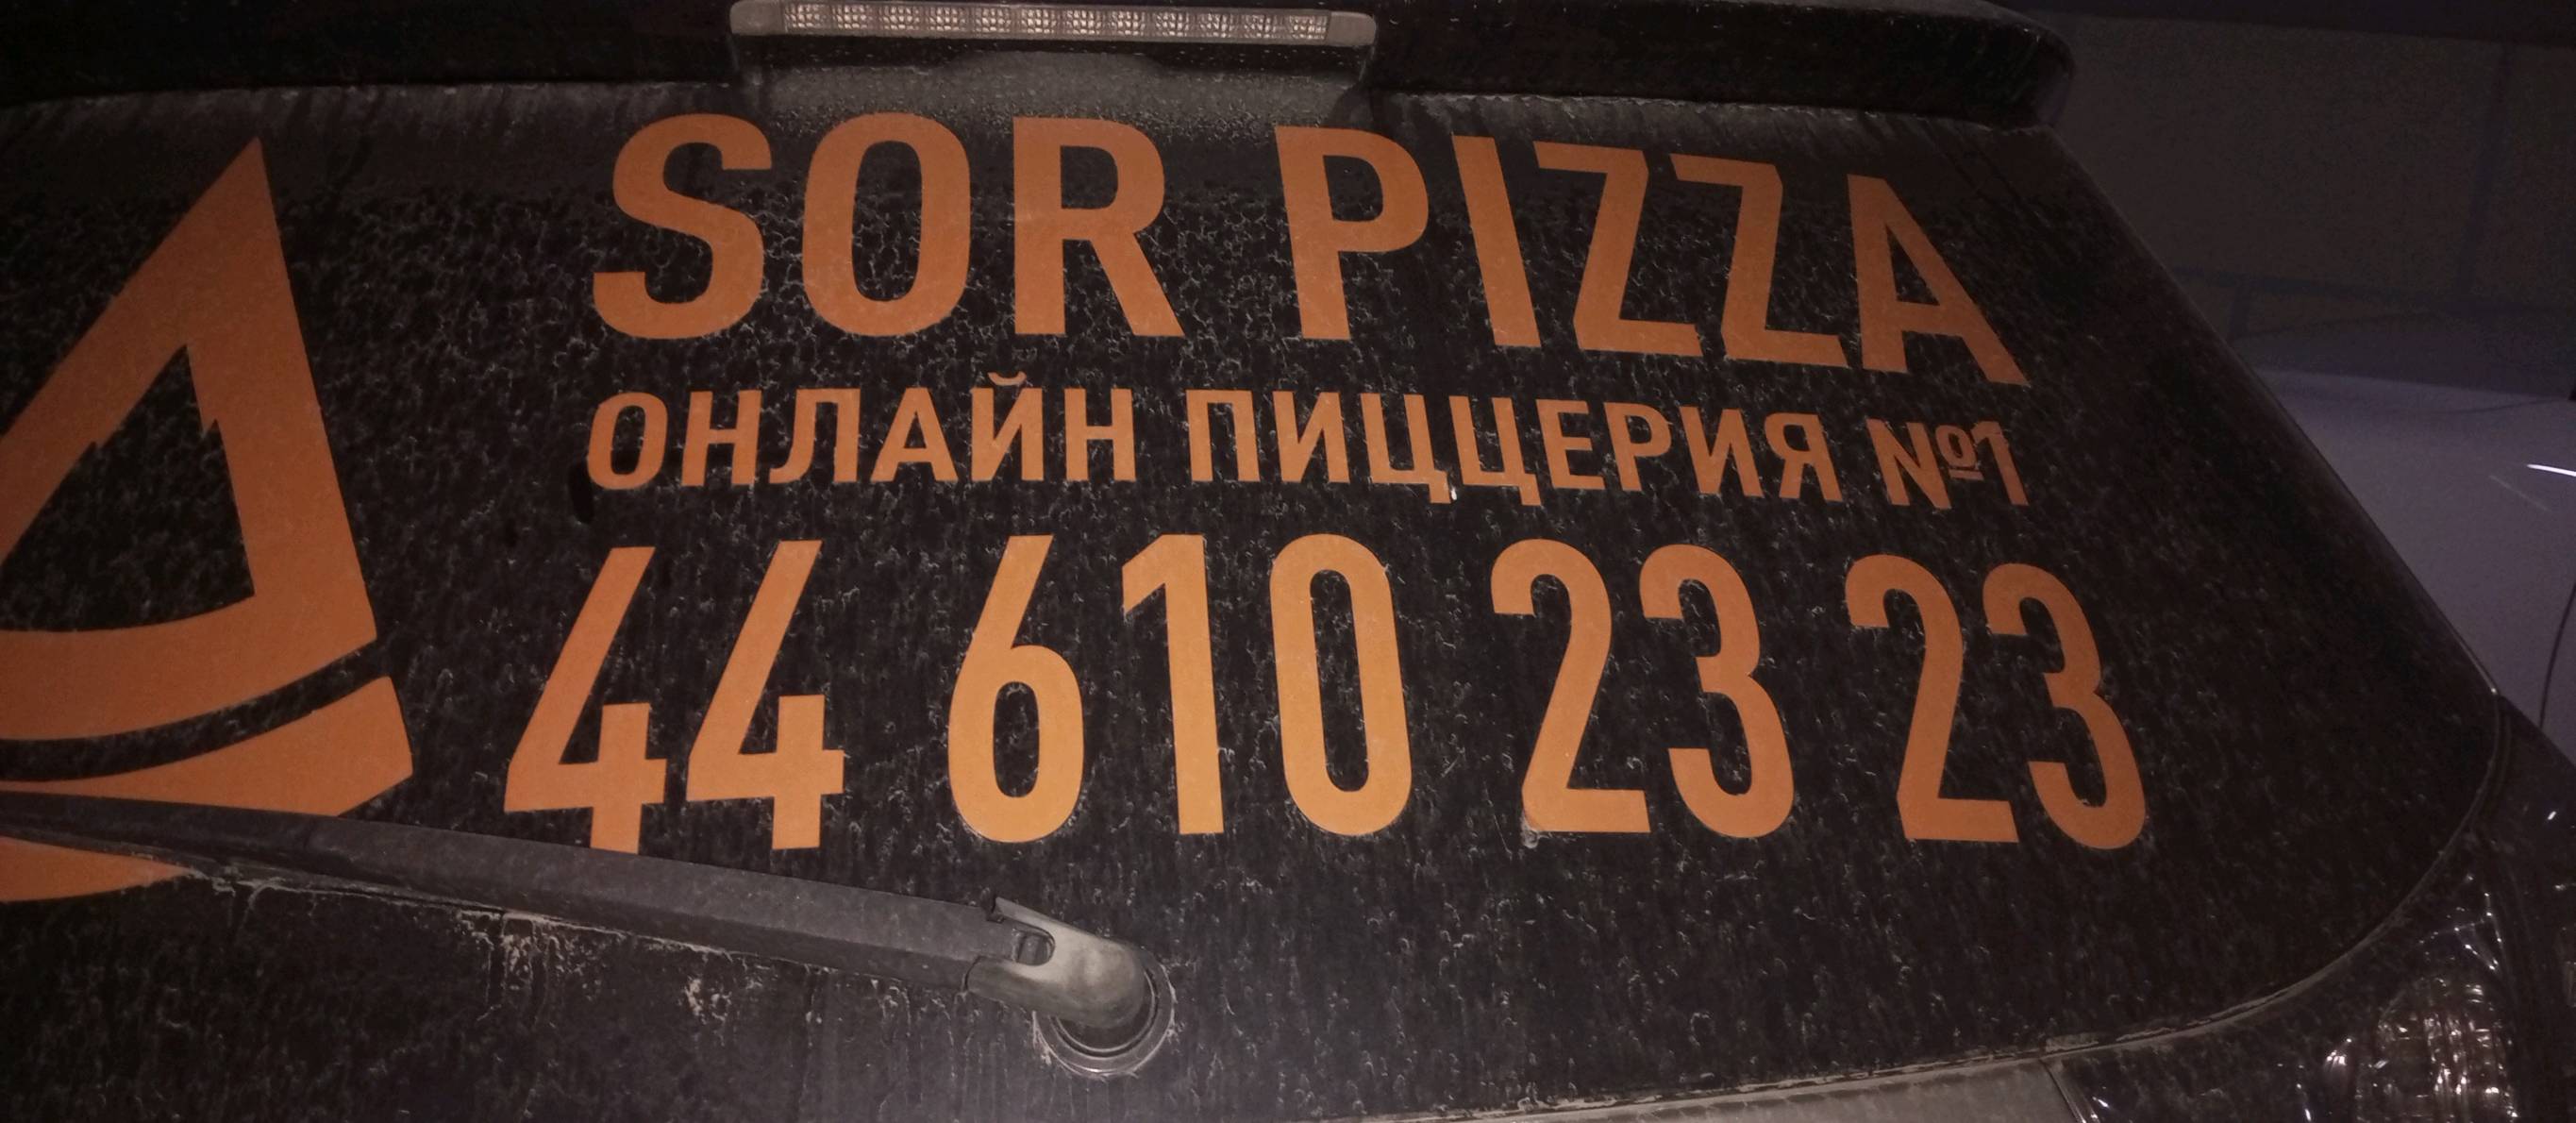 SOR PIZZA
ОНЛАЙН ПИЦЦЕРИЯ №1
44 610 23 23